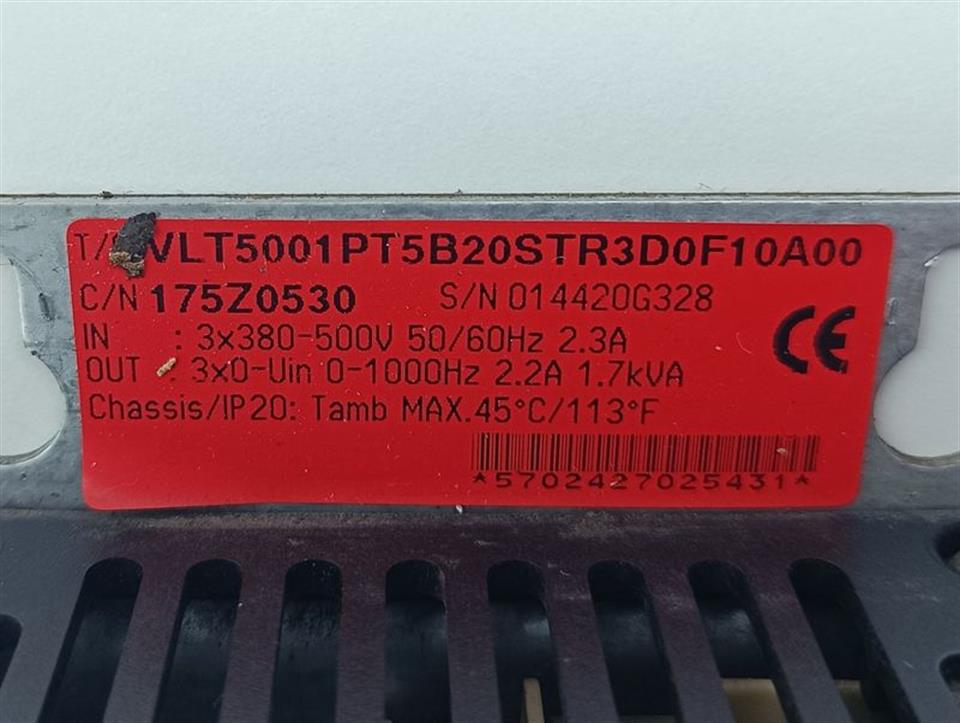 T/ VLT5001PT5B20STR3D0F10A00
C/N 175Z0530 S/N 014420G328
IN : 3x380-500V 50/60Hz 2.3A
OUT : 3x0-Uin 0-1000Hz 2.2A 1.7kVA
Chassis/IP20: Tamb MAX.45°C/113°F
CE
*5702427025431*